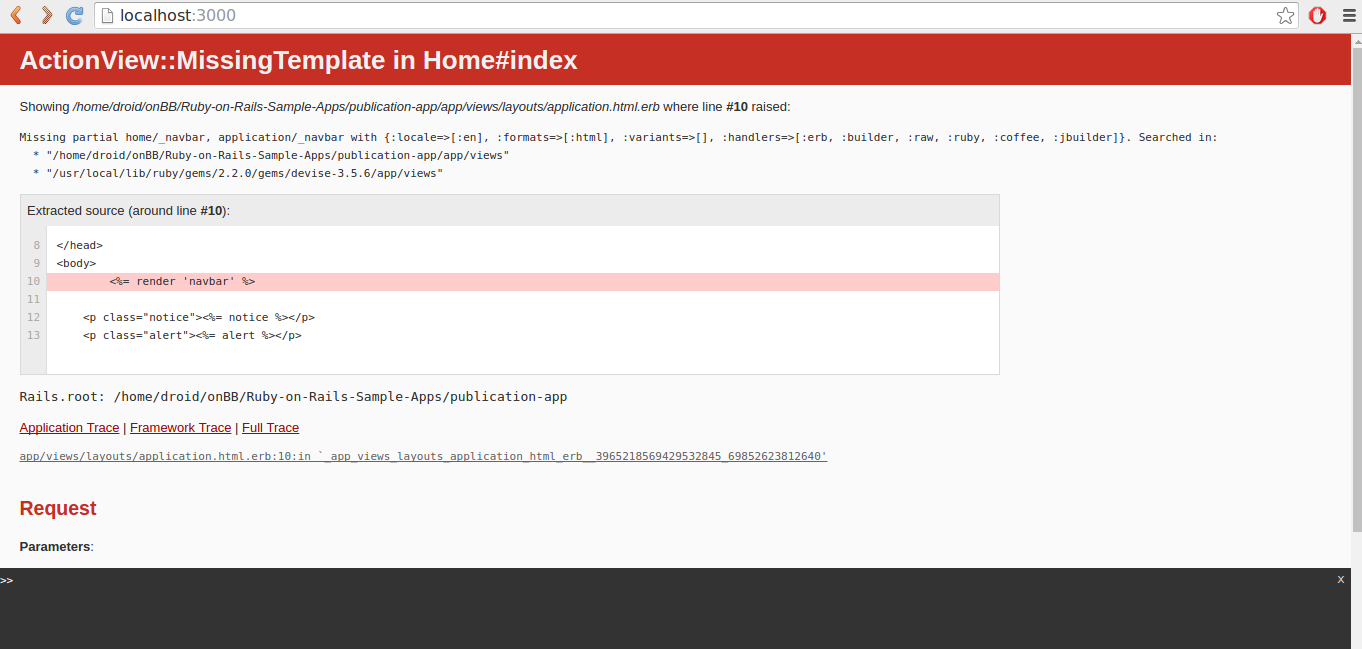 localhost:3000
ActionView::MissingTemplate in Home#index
Showing /home/droid/onBB/Ruby-on-Rails-Sample-Apps/publication-app/app/views/layouts/application.html.erb where line #10 raised:
Missing partial home/_navbar, application/_navbar with {:locale=>[:en], :formats=>[:html], :variants=>[], :handlers=>[:erb, :builder, :raw, :ruby, :coffee, :jbuilder]}. Searched in:
* "/home/droid/onBB/Ruby-on-Rails-Sample-Apps/publication-app/app/views"
* "/usr/local/lib/ruby/gems/2.2.0/gems/devise-3.5.6/app/views"
Extracted source (around line #10):
8 </head>
9 <body>
10 <%= render 'navbar' %>
11
12 <p class="notice"><%= notice %></p>
13 <p class="alert"><%= alert %></p>
Rails.root: /home/droid/onBB/Ruby-on-Rails-Sample-Apps/publication-app
Application Trace | Framework Trace | Full Trace
app/views/layouts/application.html.erb:10:in `_app_views_layouts_application_html_erb__3965218569429532845_69852623812640'
Request
Parameters:
>> x